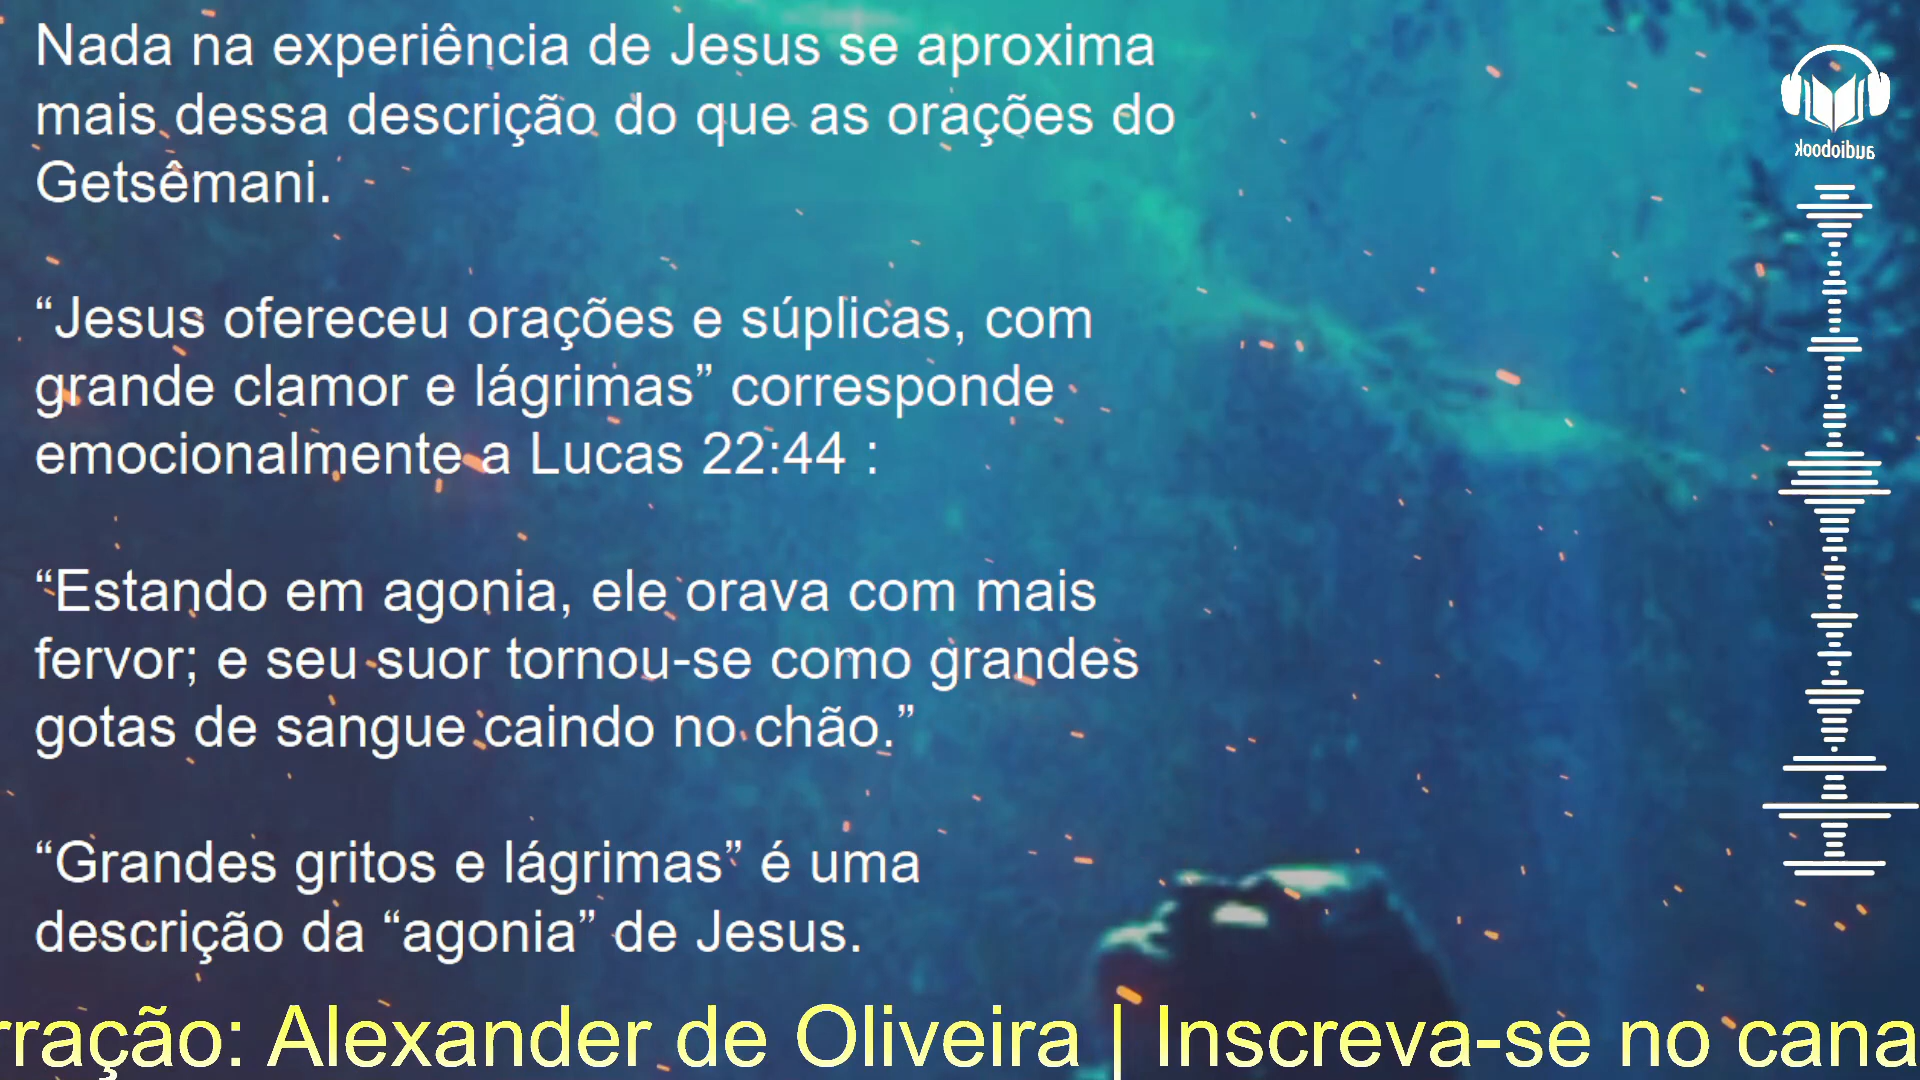 Nada na experiência de Jesus se aproxima
mais dessa descrição do que as orações do
Getsêmani.
“Jesus ofereceu orações e súplicas, com
grande clamor e lágrimas” corresponde
emocionalmente a Lucas 22:44 :
“Estando em agonia, ele orava com mais
fervor; e seu suor tornou-se como grandes
gotas de sangue caindo no chão.”
“Grandes gritos e lágrimas” é uma
descrição da “agonia” de Jesus.
audiobook
rração: Alexander de Oliveira | Inscreva-se no cana